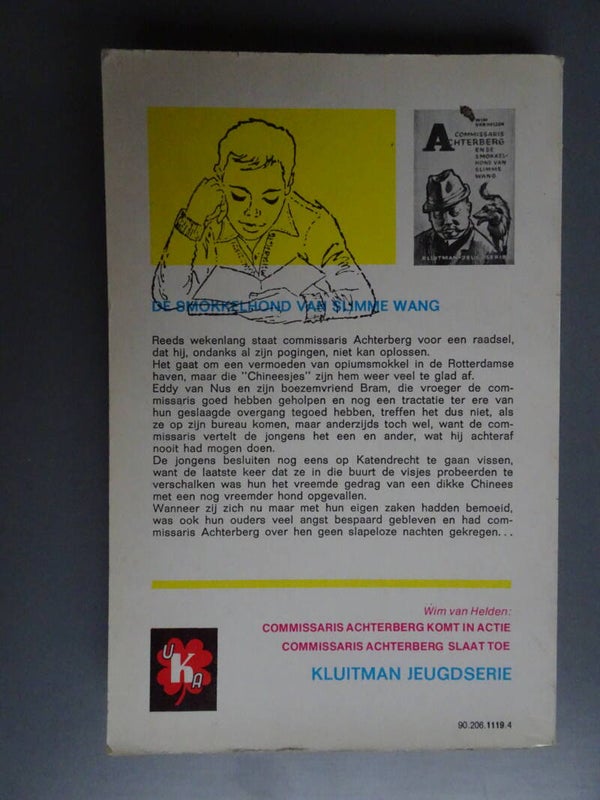 WIM
VAN HELDEN
COMMISSARIS
ACHTERBERG
EN DE
SMOKKEL-
HOND VAN
SLIMME
WANG
KLUITMAN-JEUGDSERIE
DE SMOKKELHOND VAN SLIMME WANG
Reeds wekenlang staat commissaris Achterberg voor een raadsel,
dat hij, ondanks al zijn pogingen, niet kan oplossen.
Het gaat om een vermoeden van opiumsmokkel in de Rotterdamse
haven, maar die "Chineesjes" zijn hem weer veel te glad af.
Eddy van Nus en zijn boezemvriend Bram, die vroeger de com-
missaris goed hebben geholpen en nog een tractatie ter ere van
hun geslaagde overgang tegoed hebben, treffen het dus niet, als
ze op zijn bureau komen, maar anderzijds toch wel, want de com-
missaris vertelt de jongens het een en ander, wat hij achteraf
nooit had mogen doen.
De jongens besluiten nog eens op Katendrecht te gaan vissen,
want de laatste keer dat ze in die buurt de visjes probeerden te
verschalken was hun het vreemde gedrag van een dikke Chinees
met een nog vreemder hond opgevallen.
Wanneer zij zich nu maar met hun eigen zaken hadden bemoeid,
was ook hun ouders veel angst bespaard gebleven en had com-
missaris Achterberg over hen geen slapeloze nachten gekregen...
Wim van Helden:
COMMISSARIS ACHTERBERG KOMT IN ACTIE
COMMISSARIS ACHTERBERG SLAAT TOE
KLUITMAN JEUGDSERIE
UKA
90.206.1119.4